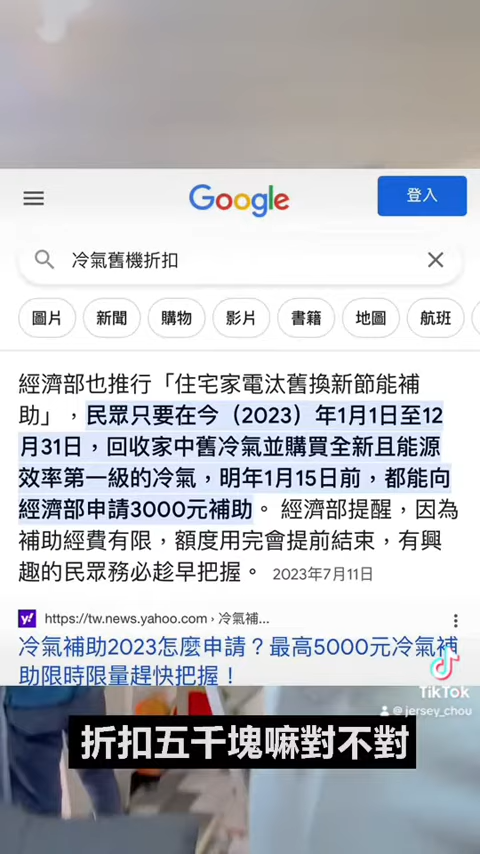 Google
登入
冷氣舊機折扣
圖片
新聞
購物
影片
書籍
地圖
航班
經濟部也推行「住宅家電汰舊換新節能補
助」，民眾只要在今（2023）年1月1日至12
月31日，回收家中舊冷氣並購買全新且能源
效率第一級的冷氣，明年1月15日前，都能向
經濟部申請3000元補助。經濟部提醒，因為
補助經費有限，額度用完會提前結束，有興
趣的民眾務必趁早把握。 2023年7月11日
y!
https://tw.news.yahoo.com › 冷氣補...
冷氣補助2023怎麼申請？最高5000元冷氣補
助限時限量趕快把握！
TikTok
@jersey_chou
折扣五千塊嘛對不對